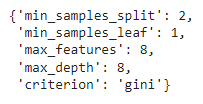 {'min_samples_split': 2,
'min_samples_leaf': 1,
'max_features': 8,
'max_depth': 8,
'criterion': 'gini'}